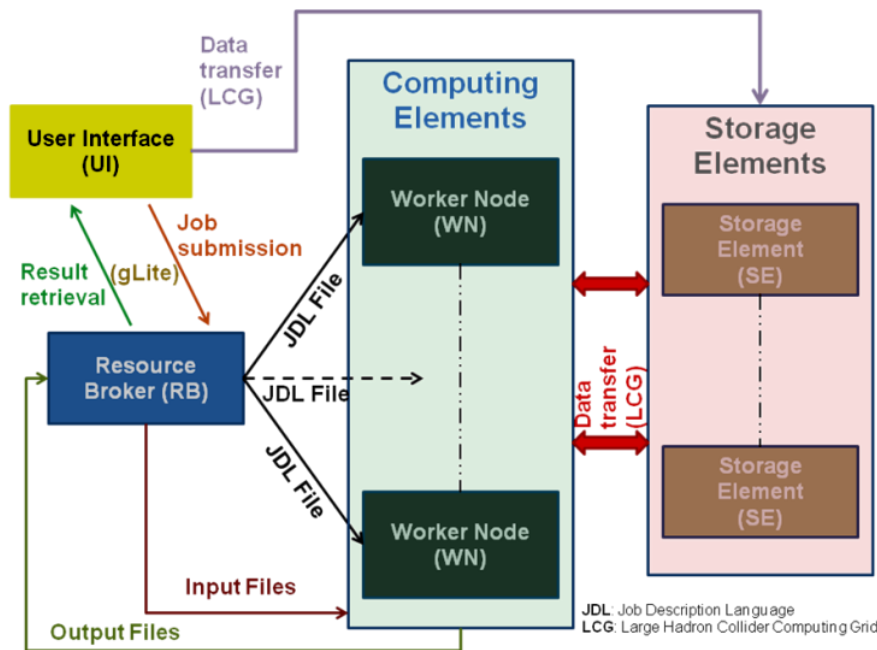 Data
transfer
(LCG)
User Interface
(UI)
Job
submission
(gLite)
Result
retrieval
Resource
Broker (RB)
JDL File
JDL File
JDL File
Input Files
Output Files
Computing
Elements
Worker Node
(WN)
Worker Node
(WN)
Data
transfer
(LCG)
Storage
Elements
Storage
Element
(SE)
Storage
Element
(SE)
JDL: Job Description Language
LCG: Large Hadron Collider Computing Grid